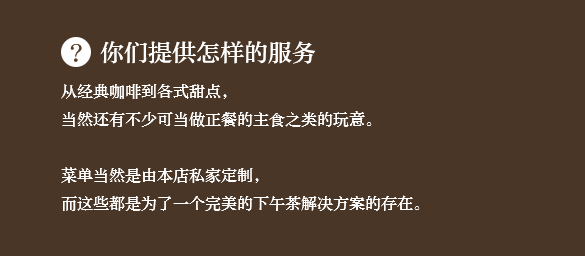 ? 你们提供怎样的服务
从经典咖啡到各式甜点，
当然还有不少可当做正餐的主食之类的玩意。
菜单当然是由本店私家定制，
而这些都是为了一个完美的下午茶解决方案的存在。